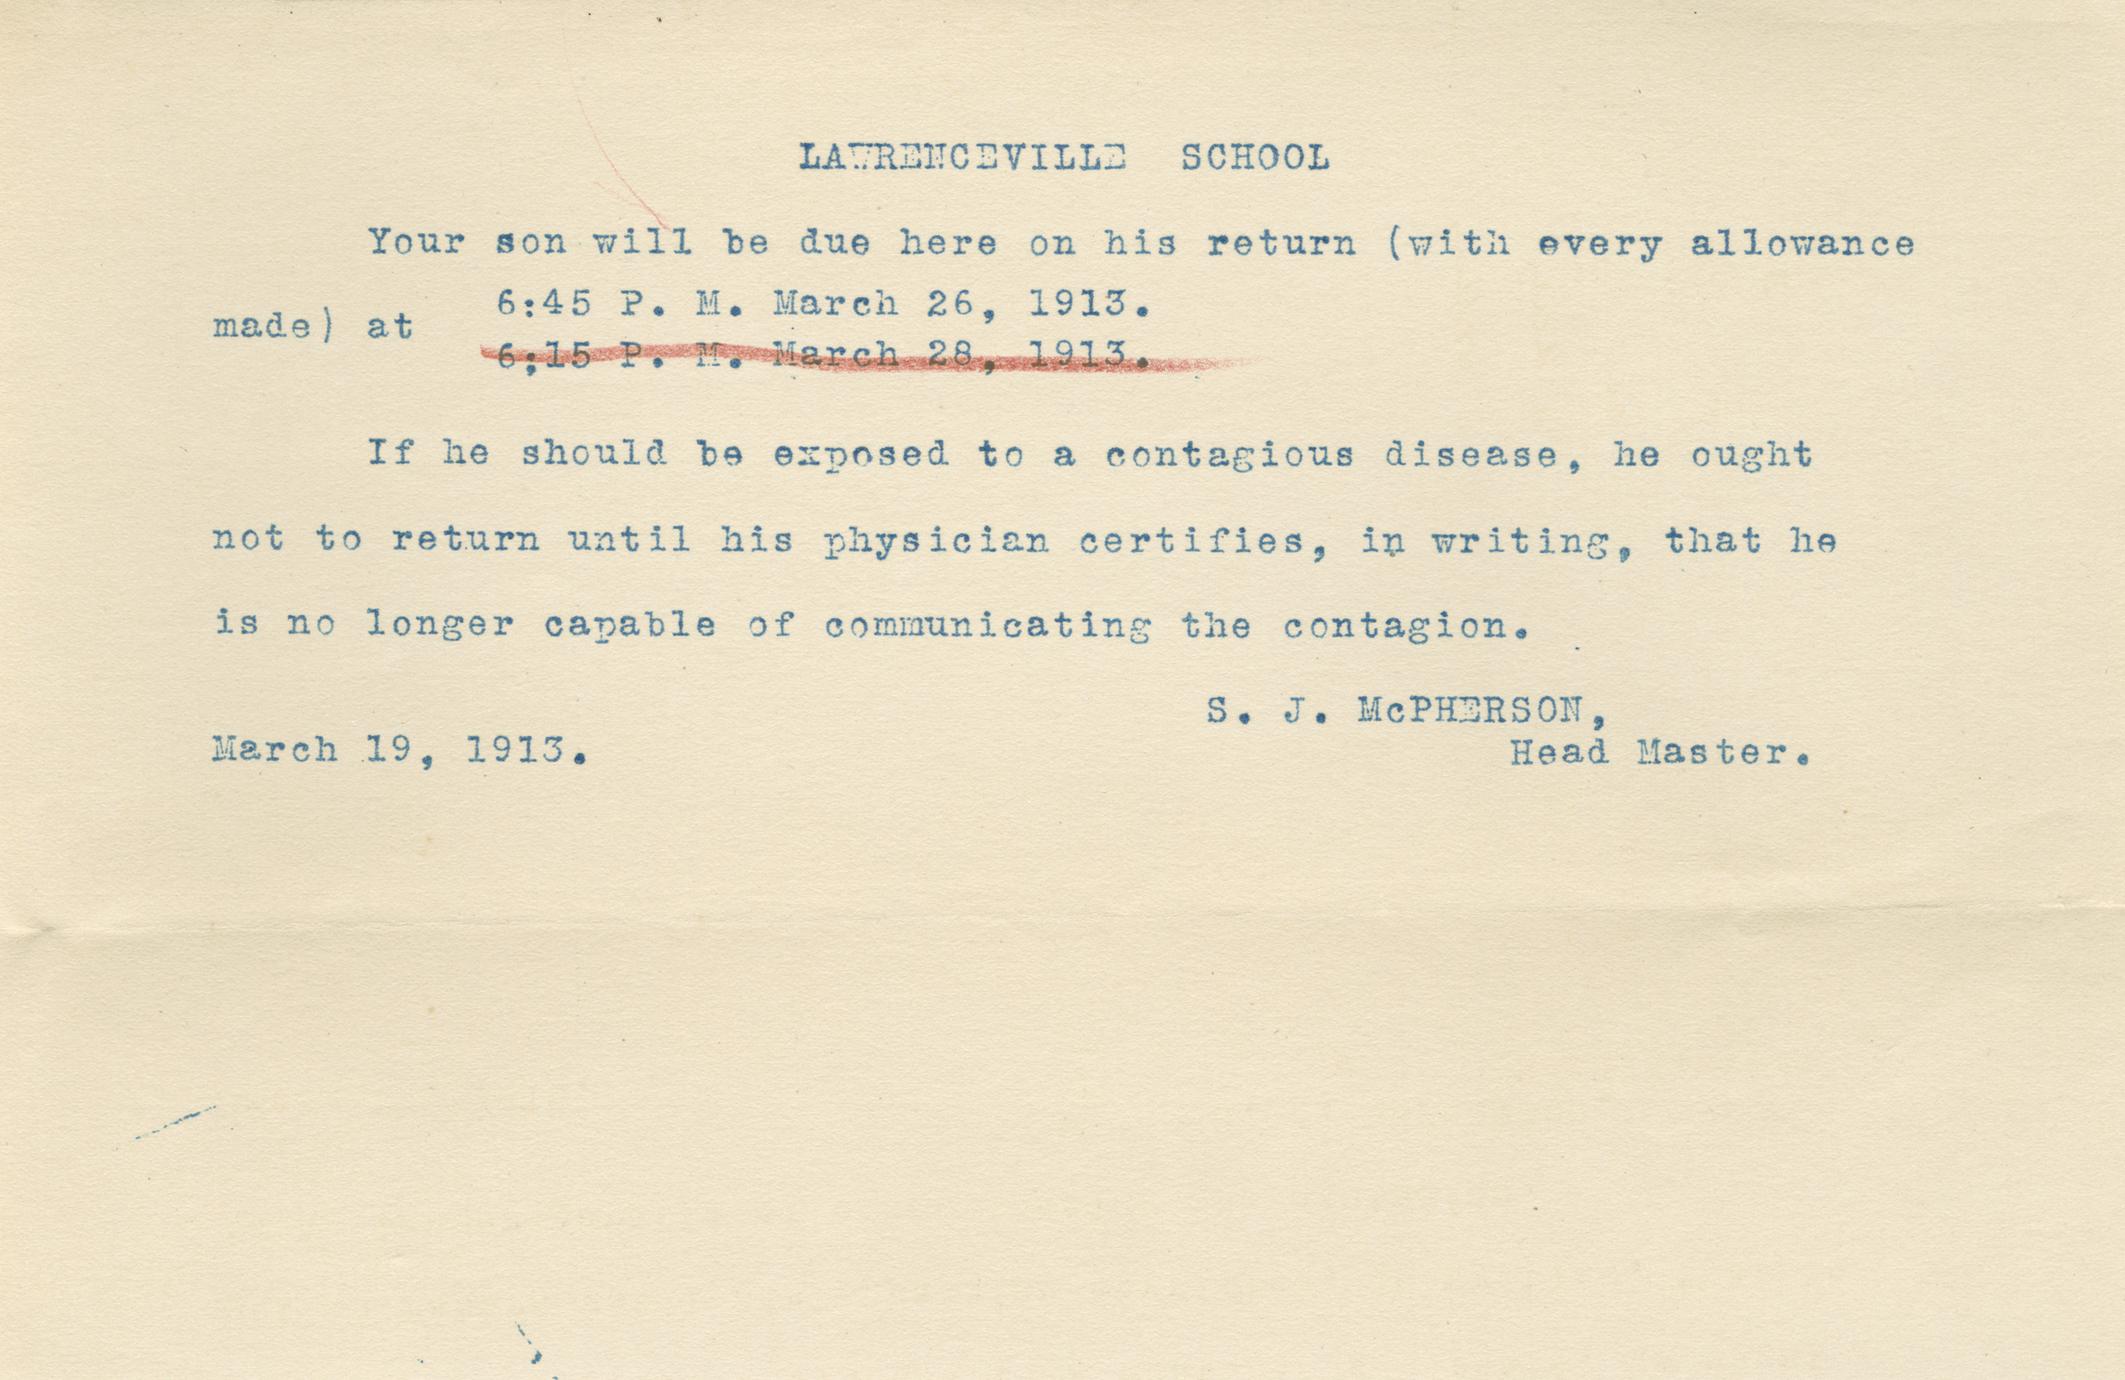 LAWRENCEVILLE SCHOOL
Your son will be due here on his return (with every allowance
6:45 P. M. March 26, 1913.
made) at
6;15 P. M. March 28, 1913.
If he should be exposed to a contagious disease, he ought
not to return until his physician certifies, in writing, that he
is no longer capable of communicating the contagion.
S. J. McPHERSON,
March 19, 1913.
Head Master.